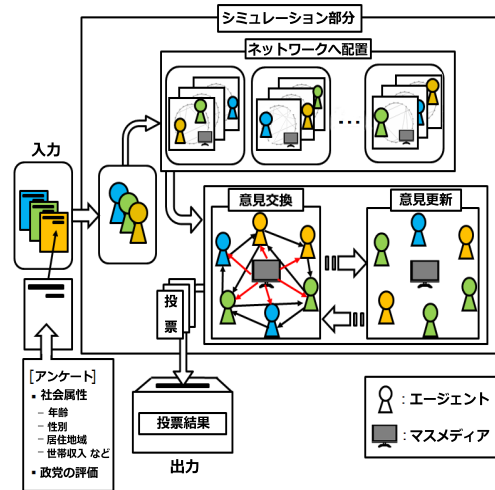 シミュレーション部分
ネットワークへ配置
...
入力
意見交換
意見更新
投票
[アンケート]
▪ 社会属性
– 年齢
– 性別
– 居住地域
– 世帯収入 など
▪ 政党の評価
投票結果
出力
: エージェント
: マスメディア